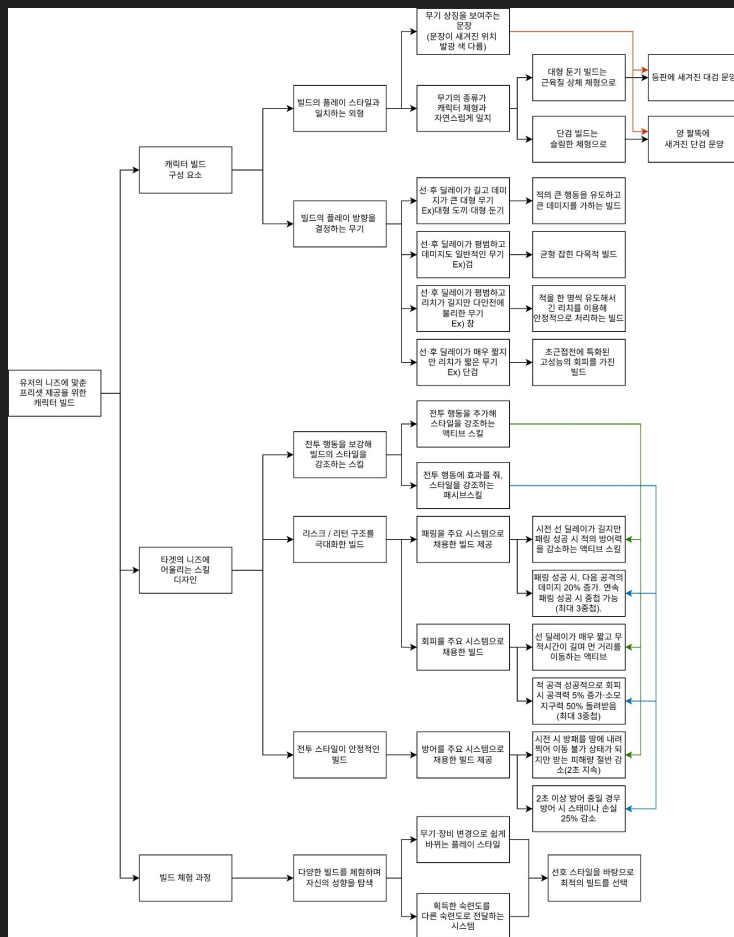 무기 상징을 보여주는
문장
(문장이 새겨진 위치
발광 색 다름)
빌드의 플레이 스타일과
일치하는 외형
무기의 종류가
캐릭터 체형과
자연스럽게 일치
대형 둔기 빌드는
근육질 상체 체형으로
등판에 새겨진 대검 문양
단검 빌드는
슬림한 체형으로
양 팔뚝에
새겨진 단검 문양
캐릭터 빌드
구성 요소
빌드의 플레이 방향을
결정하는 무기
선·후 딜레이가 길고 데미
지가 큰 대형 무기
Ex)대형 도끼·대형 둔기
적의 큰 행동을 유도하고
큰 데미지를 가하는 빌드
선·후 딜레이가 평범하고
데미지도 일반적인 무기
Ex)검
균형 잡힌 다목적 빌드
선·후 딜레이가 평범하고
리치가 길지만 다인전에
불리한 무기
Ex) 창
적을 한 명씩 유도해서
긴 리치를 이용해
안정적으로 처리하는 빌드
선·후 딜레이가 매우 짧지
만 리치가 짧은 무기
Ex) 단검
초근접전에 특화된
고성능의 회피를 가진
빌드
유저의 니즈에 맞춘
프리셋 제공을 위한
캐릭터 빌드
전투 행동을 보강해
빌드의 스타일을
강조하는 스킬
전투 행동을 추가해
스타일을 강조하는
액티브 스킬
전투 행동에 효과를 줘,
스타일을 강조하는
패시브스킬
타겟의 니즈에
어울리는 스킬
디자인
리스크 / 리턴 구조를
극대화한 빌드
패링을 주요 시스템으로
채용한 빌드 제공
시전 선 딜레이가 길지만
패링 성공 시 적의 방어력
을 감소하는 액티브 스킬
패링 성공 시, 다음 공격의
데미지 20% 증가. 연속
패링 성공 시 중첩 가능
(최대 3중첩).
회피를 주요 시스템으로
채용한 빌드
선 딜레이가 매우 짧고 무
적시간이 길며 먼 거리를
이동하는 액티브
적 공격 성공적으로 회피
시 공격력 5% 증가·소모
지구력 50% 돌려받음
(최대 3중첩)
전투 스타일이 안정적인
빌드
방어를 주요 시스템으로
채용한 빌드 제공
시전 시 방패를 땅에 내려
찍어 이동 불가 상태가 되
지만 받는 피해량 절반 감
소(2초 지속)
2초 이상 방어 중일 경우
방어 시 스태미나 손실
25% 감소
빌드 체험 과정
다양한 빌드를 체험하며
자신의 성향을 탐색
무기·장비 변경으로 쉽게
바뀌는 플레이 스타일
획득한 숙련도를
다른 숙련도로 전달하는
시스템
선호 스타일을 바탕으로
최적의 빌드를 선택